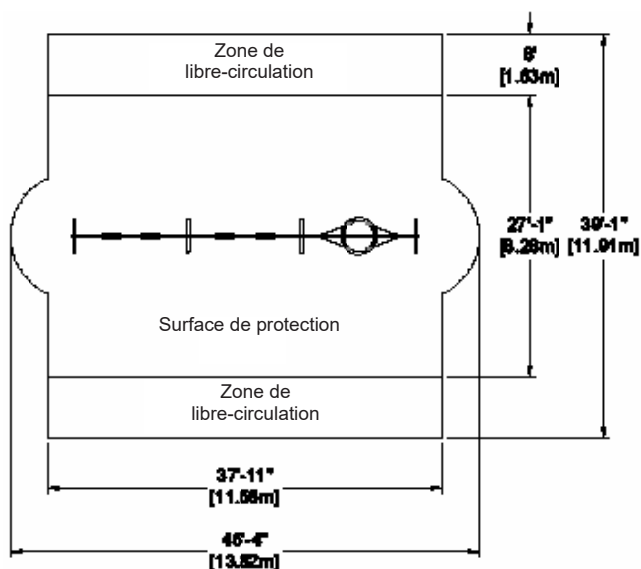 Zone de
libre-circulation
6'
[1.83m]
27'-1"
[8.26m]
39'-1"
[11.91m]
Surface de protection
Zone de
libre-circulation
37'-11"
[11.56m]
45'-4"
[13.82m]